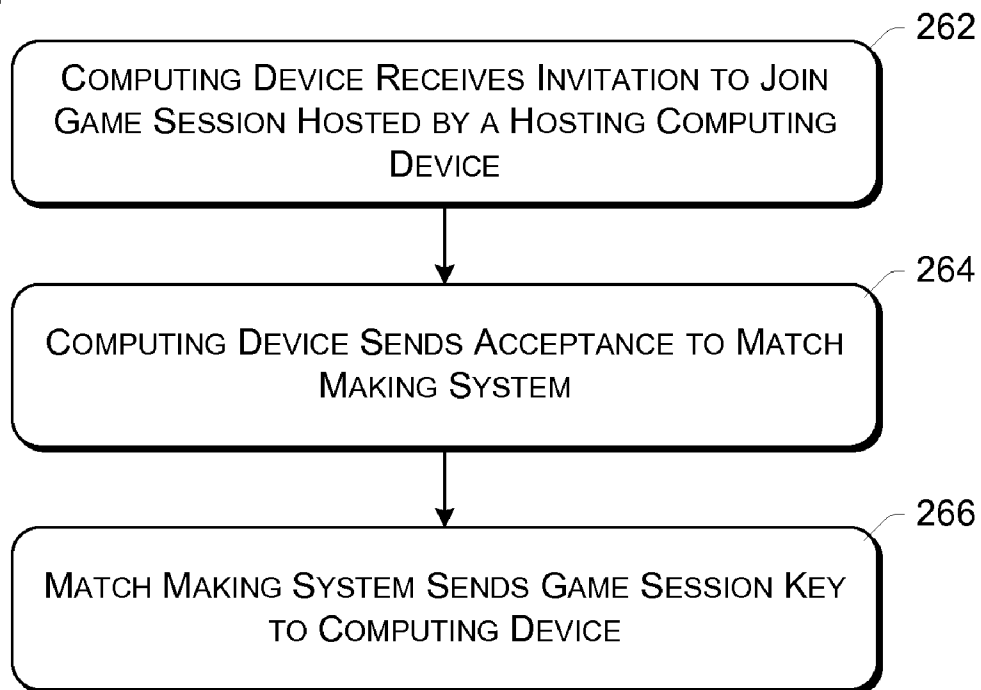 262
COMPUTING DEVICE RECEIVES INVITATION TO JOIN
GAME SESSION HOSTED BY A HOSTING COMPUTING
DEVICE
264
COMPUTING DEVICE SENDS ACCEPTANCE TO MATCH
MAKING SYSTEM
266
MATCH MAKING SYSTEM SENDS GAME SESSION KEY
TO COMPUTING DEVICE